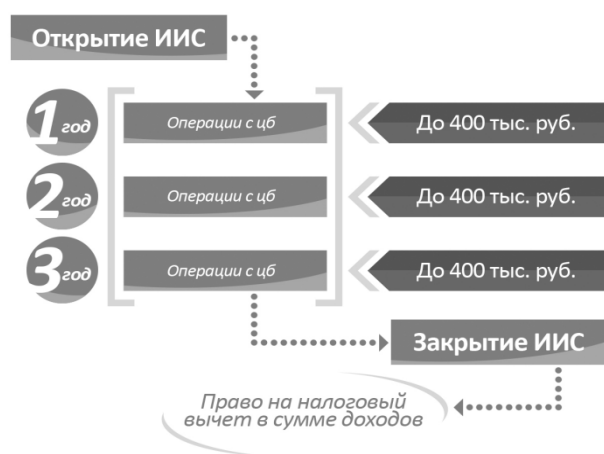 Открытие ИИС
1 год
Операции с цб
До 400 тыс. руб.
2 год
Операции с цб
До 400 тыс. руб.
3 год
Операции с цб
До 400 тыс. руб.
Закрытие ИИС
Право на налоговый
вычет в сумме доходов